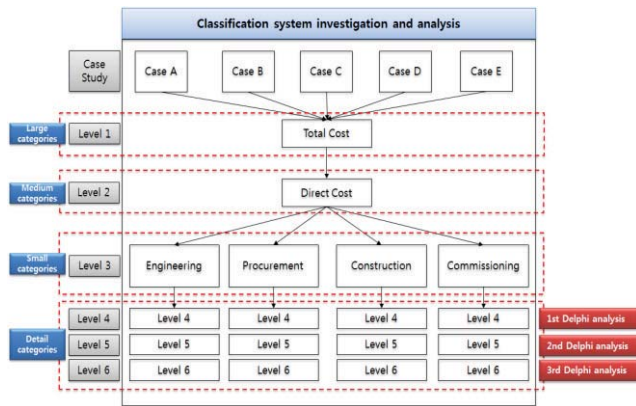 Classification system investigation and analysis
Case
Study
Case A
Case B
Case C
Case D
Case E
Large
categories
Level 1
Total Cost
Medium
categories
Level 2
Direct Cost
Small
categories
Level 3
Engineering
Procurement
Construction
Commissioning
Detail
categories
Level 4
Level 4
Level 4
Level 4
Level 4
1st Delphi analysis
Level 5
Level 5
Level 5
Level 5
Level 5
2nd Delphi analysis
Level 6
Level 6
Level 6
Level 6
Level 6
3rd Delphi analysis